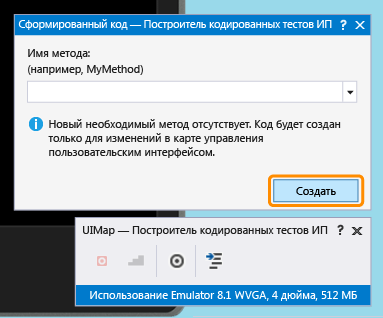 Сформированный код — Построитель кодированных тестов ИП ? ✕
Имя метода:
(например, MyMethod)
Новый необходимый метод отсутствует. Код будет создан
только для изменений в карте управления
пользовательским интерфейсом.
Создать
UIMap — Построитель кодированных тестов ИП ? ✕
Использование Emulator 8.1 WVGA, 4 дюйма, 512 МБ